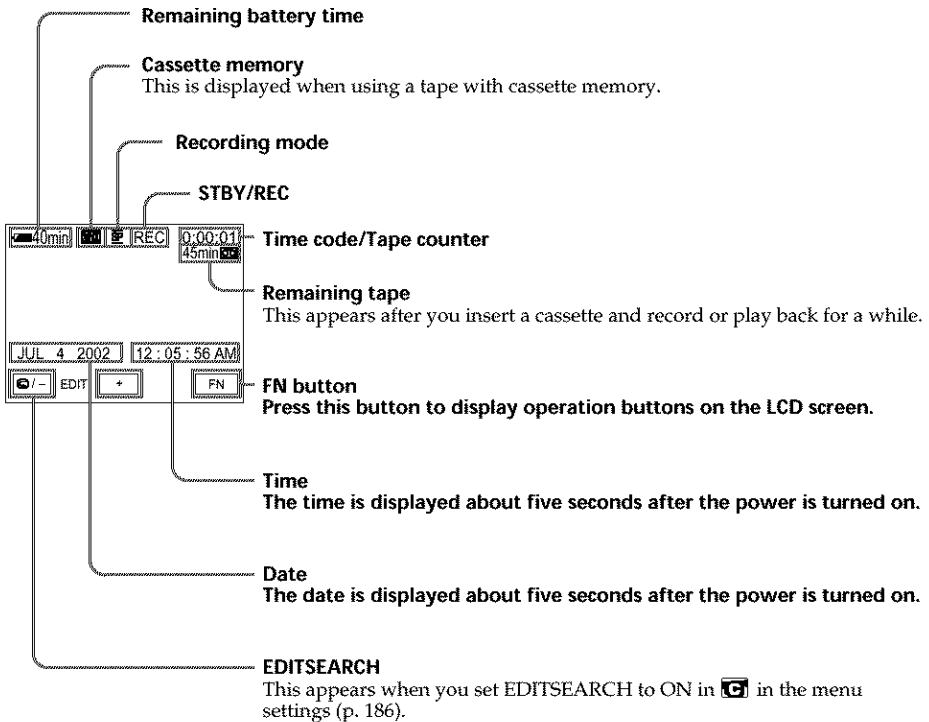 Remaining battery time
Cassette memory
This is displayed when using a tape with cassette memory.
Recording mode
STBY/REC
40min REC 0:00:01
45min
Time code/Tape counter
Remaining tape
This appears after you insert a cassette and record or play back for a while.
JUL 4 2002 12 : 05 : 56 AM
/ – EDIT + FN
FN button
Press this button to display operation buttons on the LCD screen.
Time
The time is displayed about five seconds after the power is turned on.
Date
The date is displayed about five seconds after the power is turned on.
EDITSEARCH
This appears when you set EDITSEARCH to ON in C in the menu
settings (p. 186).